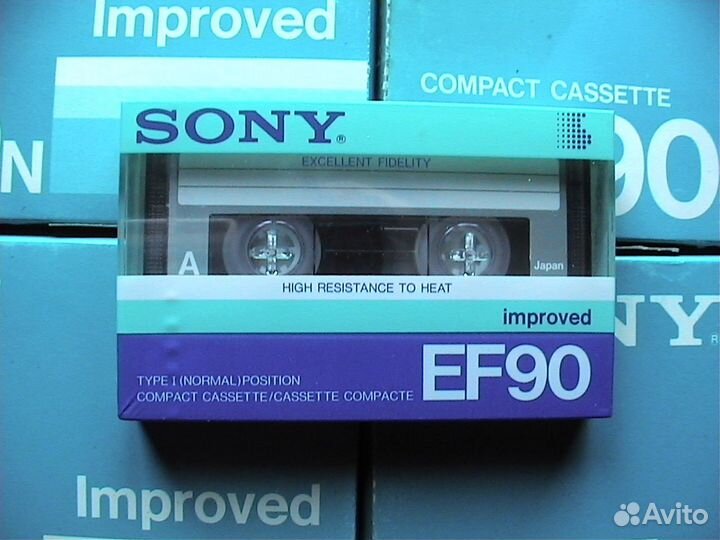 Improved
N
COMPACT CASSETTE
90
SONY®
EXCELLENT FIDELITY
A
Japan
HIGH RESISTANCE TO HEAT
improved
EF90
TYPE I (NORMAL) POSITION
COMPACT CASSETTE/CASSETTE COMPACTE
NY®
Improved
Avito